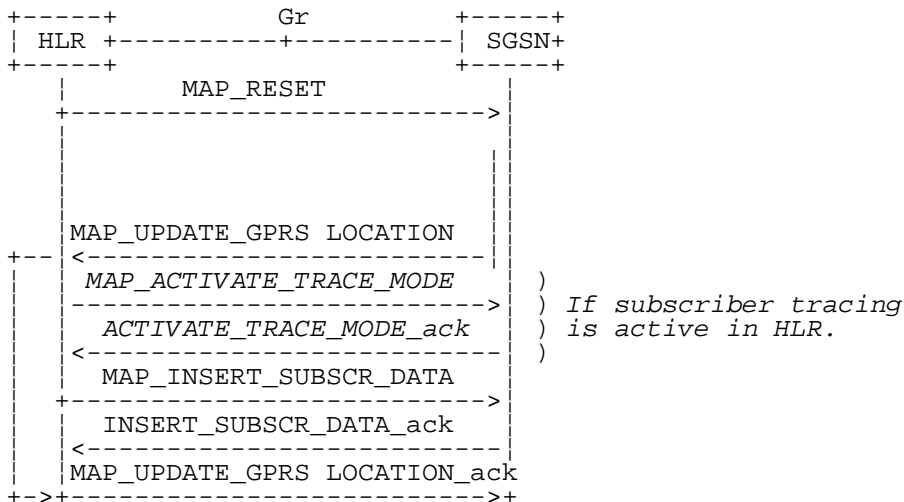 Gr
HLR SGSN
MAP_RESET
MAP_UPDATE_GPRS LOCATION
MAP_ACTIVATE_TRACE_MODE )
) If subscriber tracing
ACTIVATE_TRACE_MODE_ack ) is active in HLR.
)
MAP_INSERT_SUBSCR_DATA
INSERT_SUBSCR_DATA_ack
MAP_UPDATE_GPRS LOCATION_ack